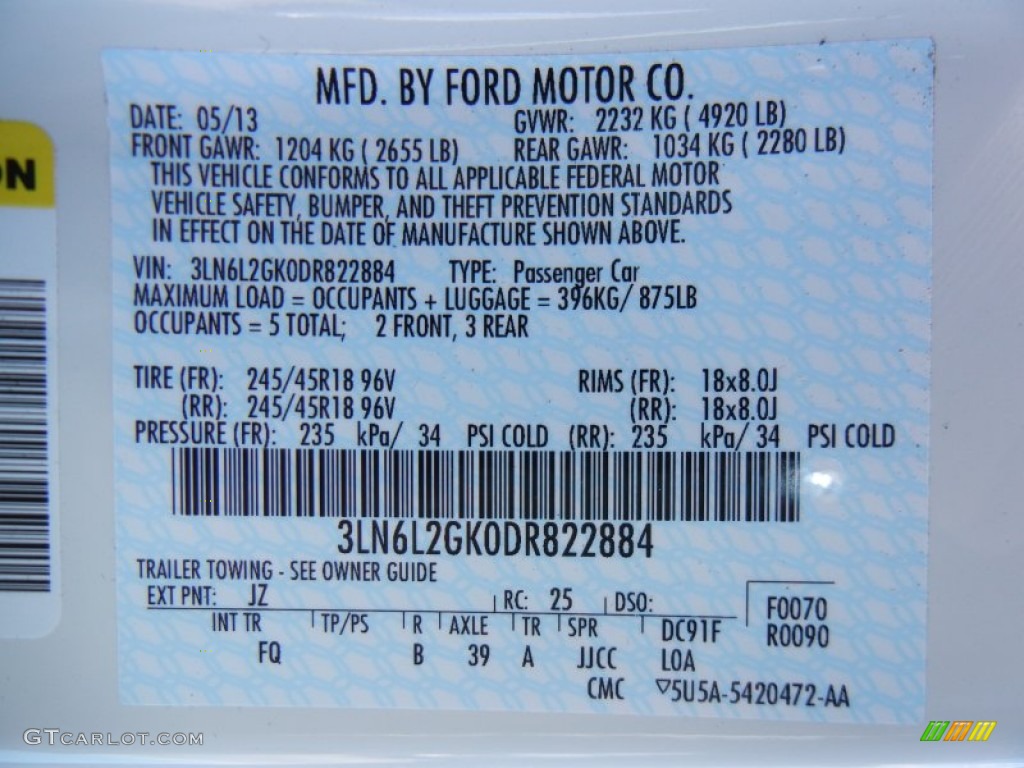 MFD. BY FORD MOTOR CO.
DATE: 05/13 GVWR: 2232 KG ( 4920 LB)
FRONT GAWR: 1204 KG ( 2655 LB) REAR GAWR: 1034 KG ( 2280 LB)
THIS VEHICLE CONFORMS TO ALL APPLICABLE FEDERAL MOTOR
VEHICLE SAFETY, BUMPER, AND THEFT PREVENTION STANDARDS
IN EFFECT ON THE DATE OF MANUFACTURE SHOWN ABOVE.
VIN: 3LN6L2GK0DR822884 TYPE: Passenger Car
MAXIMUM LOAD = OCCUPANTS + LUGGAGE = 396KG/ 875LB
OCCUPANTS = 5 TOTAL; 2 FRONT, 3 REAR
TIRE (FR): 245/45R18 96V RIMS (FR): 18x8.0J
(RR): 245/45R18 96V (RR): 18x8.0J
PRESSURE (FR): 235 kPa/ 34 PSI COLD (RR): 235 kPa/ 34 PSI COLD
3LN6L2GK0DR822884
TRAILER TOWING - SEE OWNER GUIDE
EXT PNT: JZ RC: 25 DSO: F0070
INT TR TP/PS R AXLE TR SPR DC91F R0090
FQ B 39 A JJCC LOA
CMC ▽5U5A-5420472-AA
ON
GTCARLOT.COM